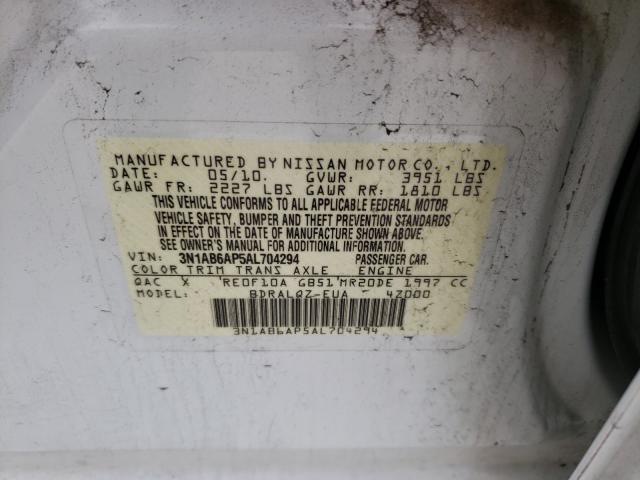 MANUFACTURED BY NISSAN MOTOR CO., LTD.
DATE: 05/10. GVWR: 3951 LBS
GAWR FR: 2227 LBS GAWR RR: 1810 LBS
THIS VEHICLE CONFORMS TO ALL APPLICABLE FEDERAL MOTOR
VEHICLE SAFETY, BUMPER AND THEFT PREVENTION STANDARDS
IN EFFECT ON THE DATE OF MANUFACTURE SHOWN ABOVE.
SEE OWNER'S MANUAL FOR ADDITIONAL INFORMATION.
VIN: 3N1AB6AP5AL704294 PASSENGER CAR.
COLOR TRIM TRANS AXLE ENGINE
QAC X 'RE0F10A GB51'MR20DE 1997 CC
MODEL BDRALQZ-EUA 4Z000
3N1AB6AP5AL704294